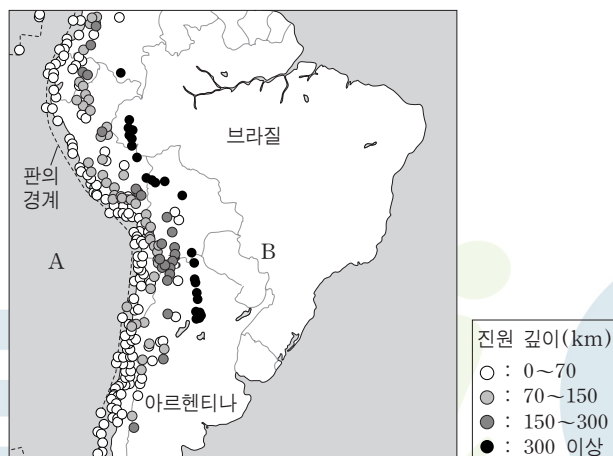 브라질
판의
경계
A
B
아르헨티나
진원 깊이(km)
: 0~70
: 70~150
: 150~300
: 300 이상